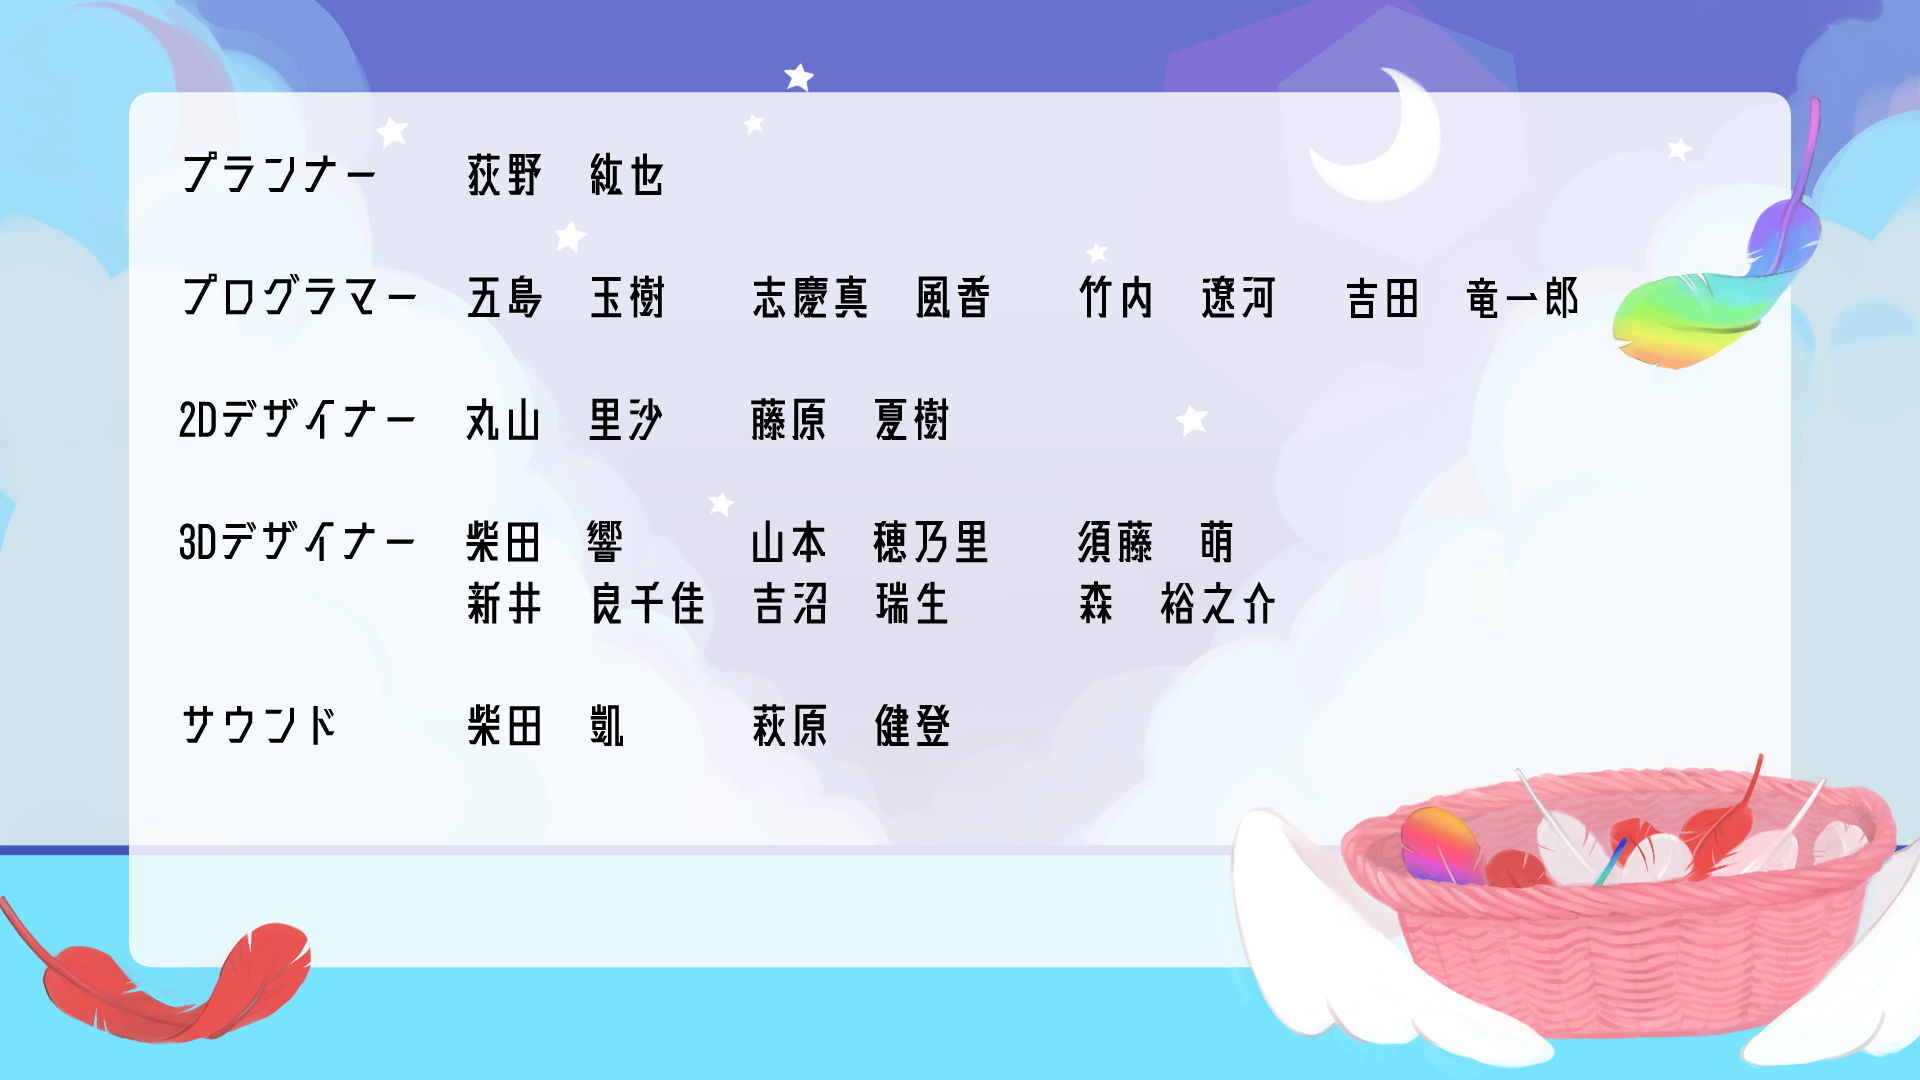 プランナー　荻野　紘也
プログラマー　五島　玉樹　志慶真　風香　竹内　遼河　吉田　竜一郎
2Dデザイナー　丸山　里沙　藤原　夏樹
3Dデザイナー　柴田　響　山本　穂乃里　須藤　萌
新井　良千佳　吉沼　瑞生　森　裕之介
サウンド　柴田　凱　萩原　健登